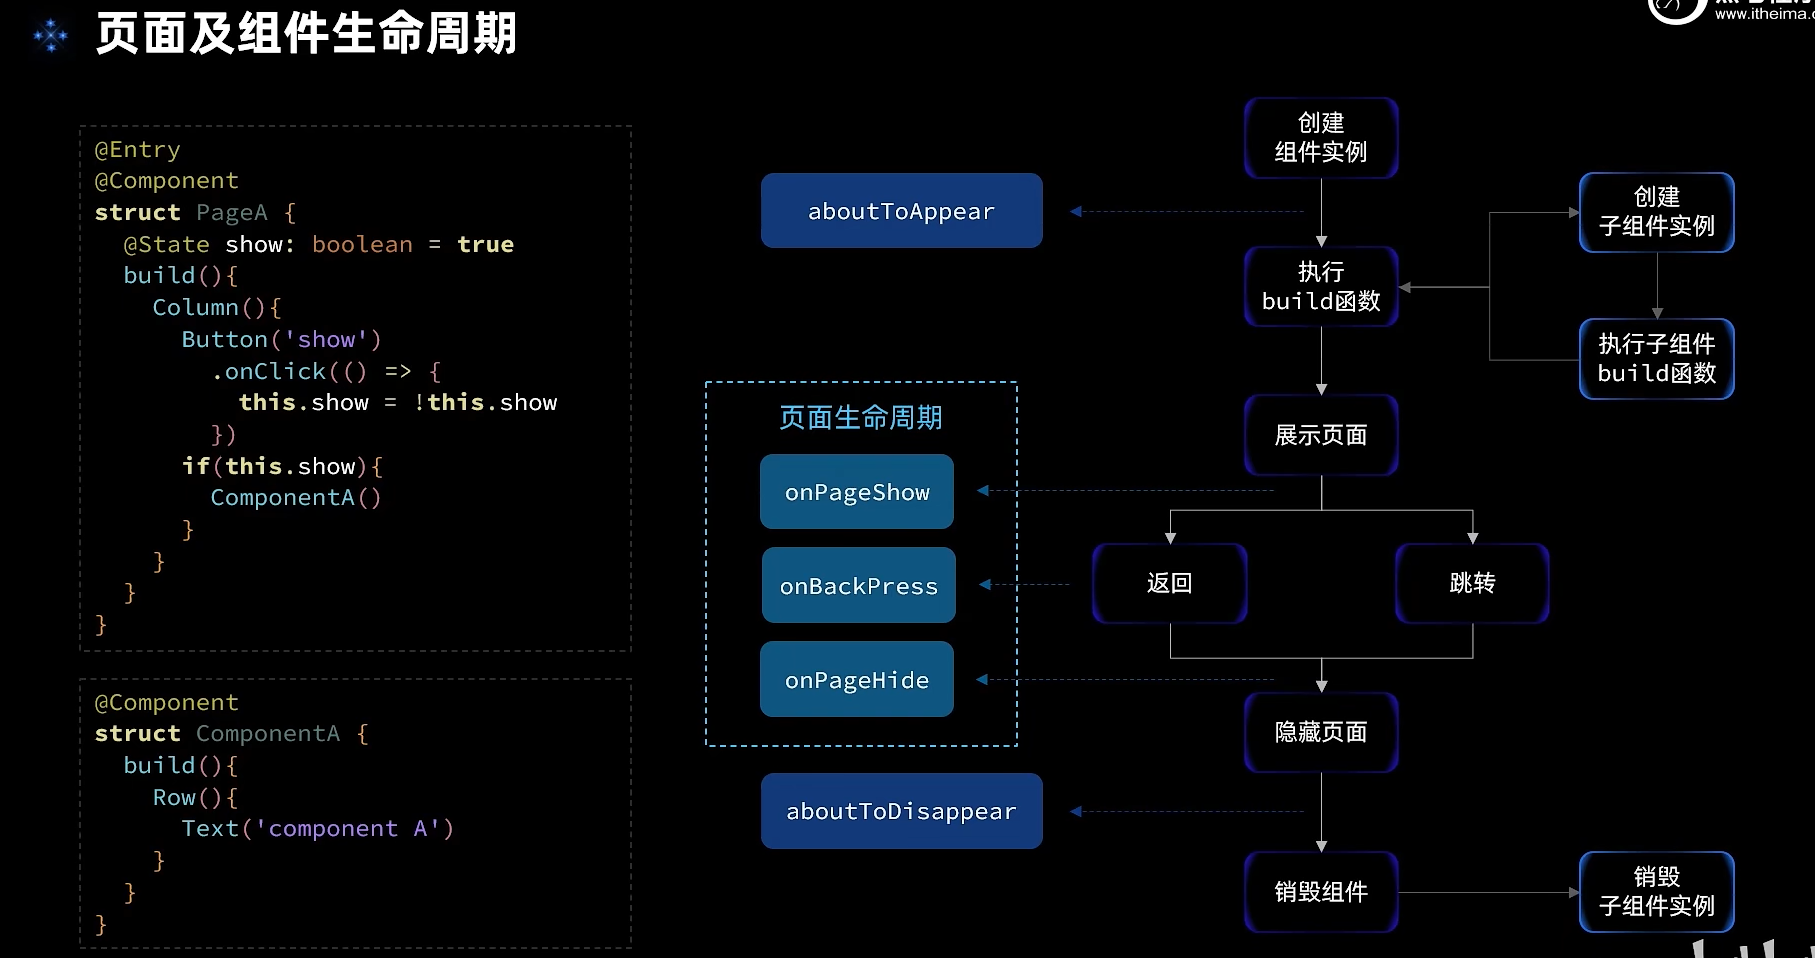 页面及组件生命周期
www.itheima.c
@Entry
@Component
struct PageA {
@State show: boolean = true
build(){
Column(){
Button('show')
.onClick(() => {
this.show = !this.show
})
if(this.show){
ComponentA()
}
}
}
}
@Component
struct ComponentA {
build(){
Row(){
Text('component A')
}
}
}
aboutToAppear
页面生命周期
onPageShow
onBackPress
onPageHide
aboutToDisappear
创建
组件实例
执行
build函数
展示页面
返回
跳转
隐藏页面
销毁组件
创建
子组件实例
执行子组件
build函数
销毁
子组件实例